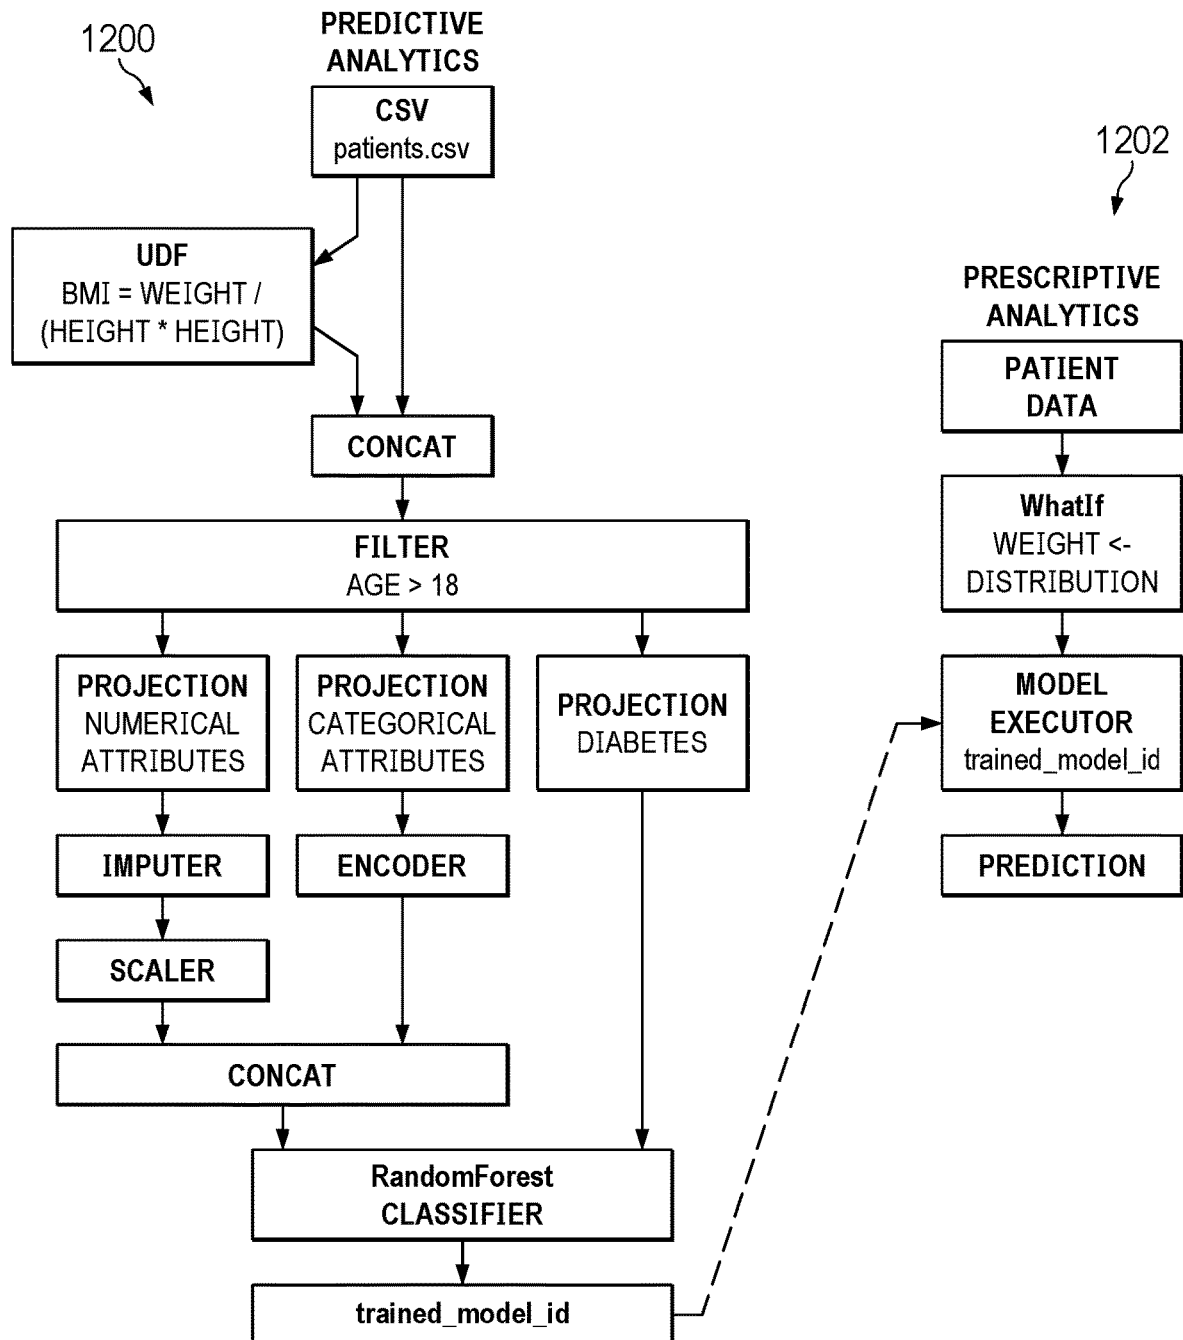 1200
PREDICTIVE
ANALYTICS
CSV
patients.csv
UDF
BMI = WEIGHT /
(HEIGHT * HEIGHT)
CONCAT
FILTER
AGE > 18
PROJECTION
NUMERICAL
ATTRIBUTES
PROJECTION
CATEGORICAL
ATTRIBUTES
PROJECTION
DIABETES
IMPUTER
ENCODER
SCALER
CONCAT
RandomForest
CLASSIFIER
trained_model_id
1202
PRESCRIPTIVE
ANALYTICS
PATIENT
DATA
WhatIf
WEIGHT <-
DISTRIBUTION
MODEL
EXECUTOR
trained_model_id
PREDICTION